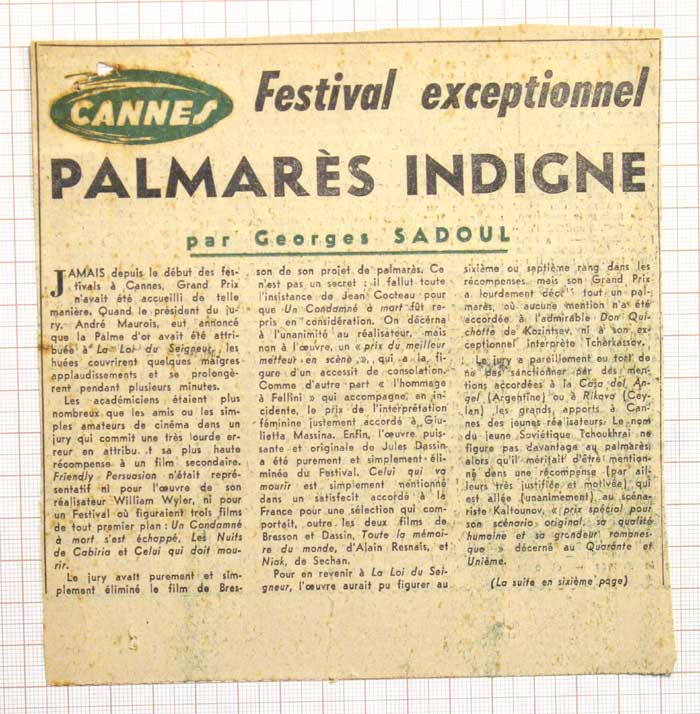 CANNES
Festival exceptionnel
PALMARÈS INDIGNE
par Georges SADOUL
JAMAIS depuis le début des fes-
tivals à Cannes, Grand Prix
n'avait été accueilli de telle
manière. Quand le président du ju-
ry, André Maurois, eut annoncé
que la Palme d'or avait été attri-
buée à La Loi du Seigneur, les
huées couvrirent quelques maigres
applaudissements et se prolongè-
rent pendant plusieurs minutes.
Les académiciens étaient plus
nombreux que les amis ou les sim-
ples amateurs de cinéma dans un
jury qui commit une très lourde er-
reur en attribu t sa plus haute
récompense à un film secondaire.
Friendly Persuasion n'était repré-
sentatif ni pour l'œuvre de son
réalisateur William Wyler, ni pour
un Festival où figuraient trois films
de tout premier plan : Un Condamné
à mort s'est échappé, Les Nuits
de Cabiria et Celui qui doit mou-
rir.
Le jury avait purement et sim-
plement éliminé le film de Bres-
son de son projet de palmarès. Ce
n'est pas un secret : il fallut toute
l'insistance de Jean Cocteau pour
que Un Condamné à mort fût re-
pris en considération. On décerna
à l'unanimité au réalisateur, mais
non à l'œuvre, un « prix du meilleur
metteur en scène », qui a la fi-
gure d'un accessit de consolation.
Comme d'autre part « l'hommage
à Fellini » qui accompagne, en in-
cidente, le prix de l'interprétation
féminine justement accordé à Giu-
lietta Massina. Enfin, l'œuvre puis-
sante et originale de Jules Dassin
a été purement et simplement éli-
minée du Festival. Celui qui va
mourir est simplement mentionné
dans un satisfecit accordé à la
France pour une sélection qui com-
portait, outre les deux films de
Bresson et Dassin, Toute la mémoi-
re du monde, d'Alain Resnais, et
Niok, de Sechan.
Pour en revenir à La Loi du Sei-
gneur, l'œuvre aurait pu figurer au
sixième ou septième rang dans les
récompenses mais son Grand Prix
a lourdement tout un pal-
marès, où aucune mention n'a été
accordée à l'admirable Don Qui-
chotte de Kozintsev, ni à son ex-
ceptionnel interprète Tcherkassov.
Le jury a pareillement eu tort de
ne pas sanctionner par des men-
tions accordées à la Casa del An-
gel (Argentine) ou à Rikava (Cey-
lan) les grands apports à Can-
nes des jeunes réalisateurs. Le nom
du jeune Soviétique Tchoukhrai ne
figure pas davantage au palmarès
alors qu'il méritait d'être mention-
né dans une récompense (par ail-
leurs très justifiée et motivée) qui
est allée (unanimement) au scéna-
riste Kaltounov, « prix spécial pour
son scénario original, sa qualité
humaine et sa grandeur romanes-
que » décerné au Quarante et
Unième.
(La suite en sixième page)